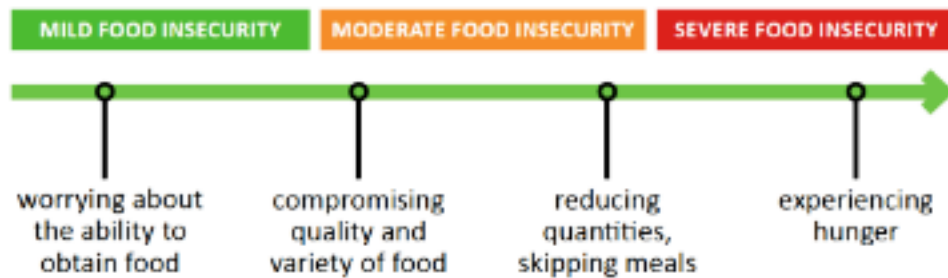 MILD FOOD INSECURITY
MODERATE FOOD INSECURITY
SEVERE FOOD INSECURITY
worrying about
the ability to
obtain food
compromising
quality and
variety of food
reducing
quantities,
skipping meals
experiencing
hunger